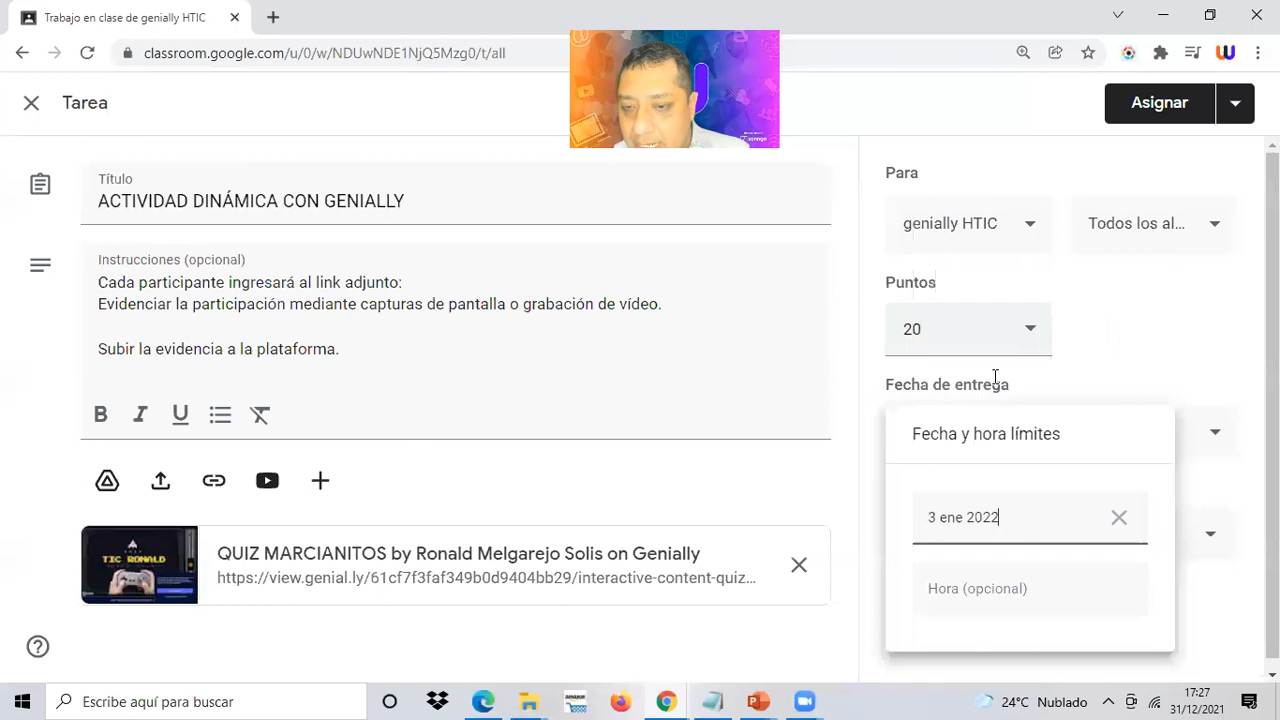 Trabajo en clase de genially HTIC
classroom.google.com/u/0/w/NDUwNDE1NjQ5Mzg0/t/all
Tarea
Asignar
Título
ACTIVIDAD DINÁMICA CON GENIALLY
Instrucciones (opcional)
Cada participante ingresará al link adjunto:
Evidenciar la participación mediante capturas de pantalla o grabación de vídeo.
Subir la evidencia a la plataforma.
B I U
TIC RONALD
QUIZ MARCIANITOS by Ronald Melgarejo Solis on Genially
https://view.genial.ly/61cf7f3faf349b0d9404bb29/interactive-content-quiz...
Para
genially HTIC
Todos los al...
Puntos
20
Fecha de entrega
Fecha y hora límites
3 ene 2022
Hora (opcional)
Escribe aquí para buscar
24°C Nublado
17:27
31/12/2021